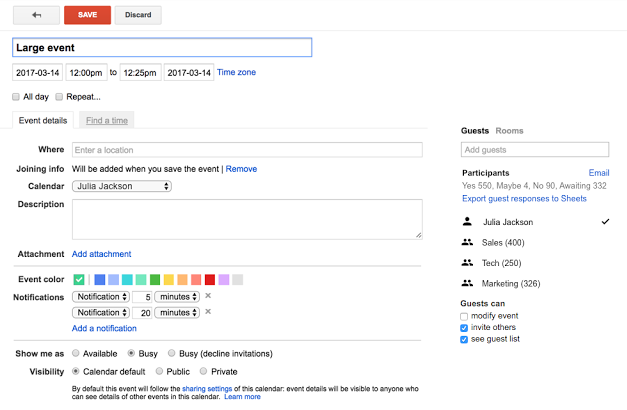 SAVE Discard
Large event
2017-03-14 12:00pm to 12:25pm 2017-03-14 Time zone
All day Repeat...
Event details Find a time
Where Enter a location
Joining info Will be added when you save the event | Remove
Calendar Julia Jackson
Description
Attachment Add attachment
Event color
Notifications Notification 5 minutes
Notification 20 minutes
Add a notification
Show me as Available Busy Busy (decline invitations)
Visibility Calendar default Public Private
By default this event will follow the sharing settings of this calendar: event details will be visible to anyone who
can see details of other events in this calendar. Learn more
Guests Rooms
Add guests
Participants Email
Yes 550, Maybe 4, No 90, Awaiting 332
Export guest responses to Sheets
Julia Jackson
Sales (400)
Tech (250)
Marketing (326)
Guests can
modify event
invite others
see guest list